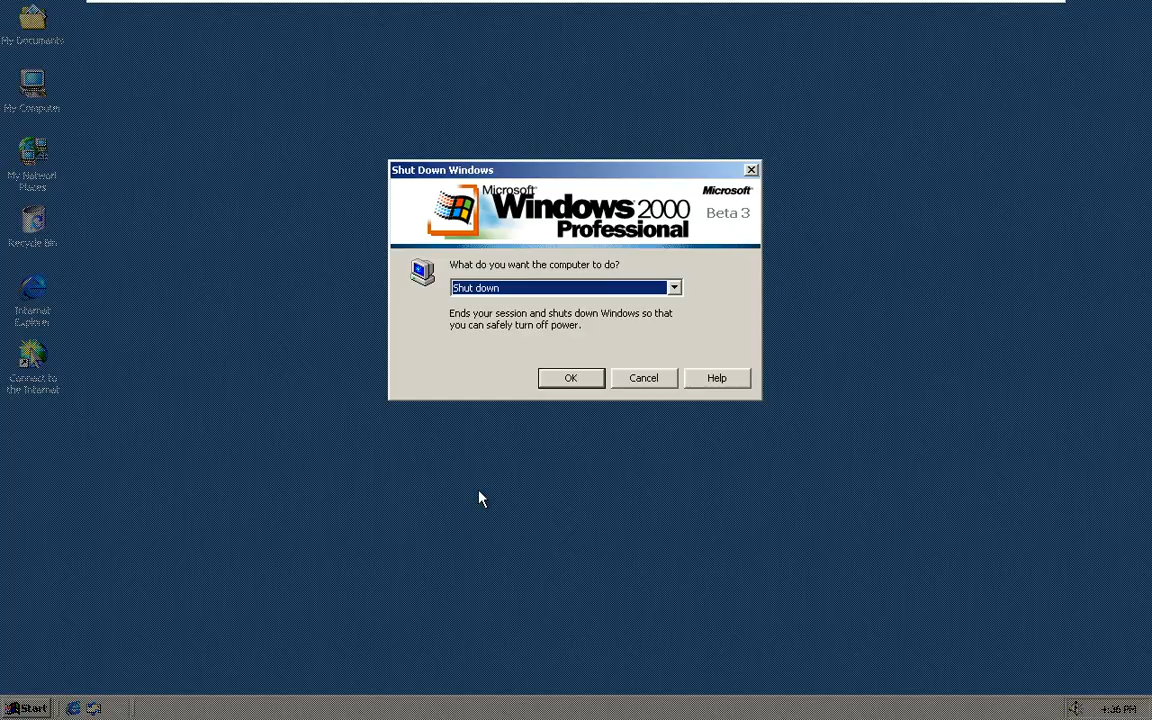 My Documents
My Computer
My Network
Places
Recycle Bin
Internet
Explorer
Connect to
the Internet
Shut Down Windows
Microsoft
Windows 2000
Professional
Microsoft
Beta 3
What do you want the computer to do?
Shut down
Ends your session and shuts down Windows so that
you can safely turn off power.
OK
Cancel
Help
Start
4:36 PM